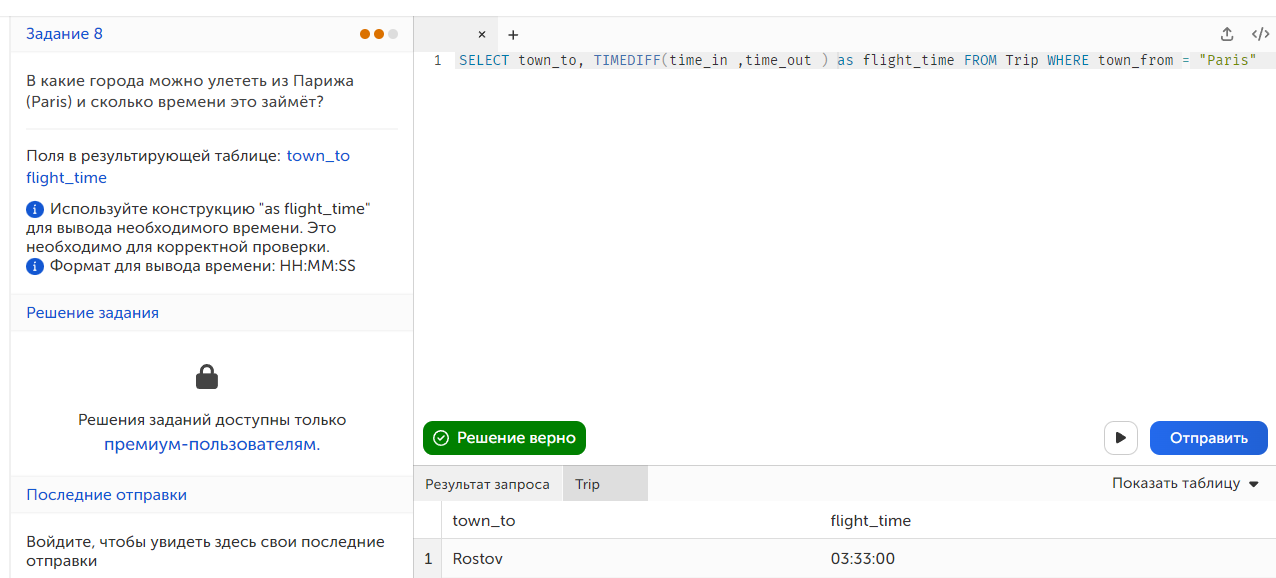 Задание 8
В какие города можно улететь из Парижа
(Paris) и сколько времени это займёт?
Поля в результирующей таблице: town_to
flight_time
Используйте конструкцию "as flight_time"
для вывода необходимого времени. Это
необходимо для корректной проверки.
Формат для вывода времени: HH:MM:SS
Решение задания
Решения заданий доступны только
премиум-пользователям.
Последние отправки
Войдите, чтобы увидеть здесь свои последние
отправки
1 SELECT town_to, TIMEDIFF(time_in ,time_out ) as flight_time FROM Trip WHERE town_from = "Paris"
Решение верно
Отправить
Результат запроса Trip Показать таблицу
town_to flight_time
1 Rostov 03:33:00